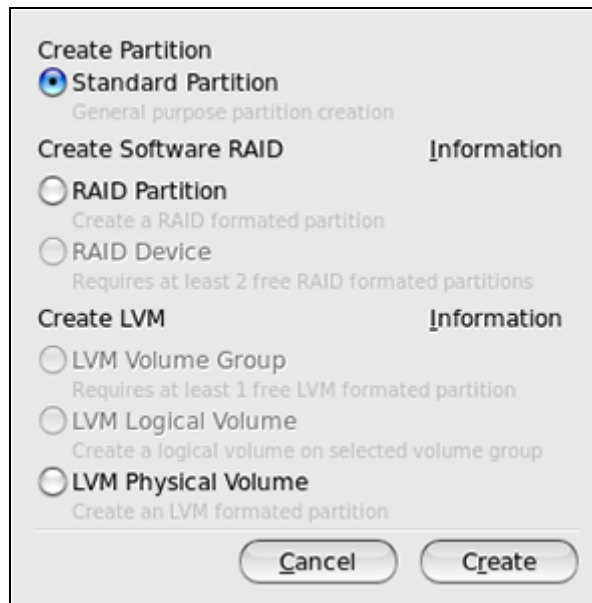 Create Partition
Standard Partition
General purpose partition creation
Create Software RAID Information
RAID Partition
Create a RAID formated partition
RAID Device
Requires at least 2 free RAID formated partitions
Create LVM Information
LVM Volume Group
Requires at least 1 free LVM formated partition
LVM Logical Volume
Create a logical volume on selected volume group
LVM Physical Volume
Create an LVM formated partition
Cancel Create